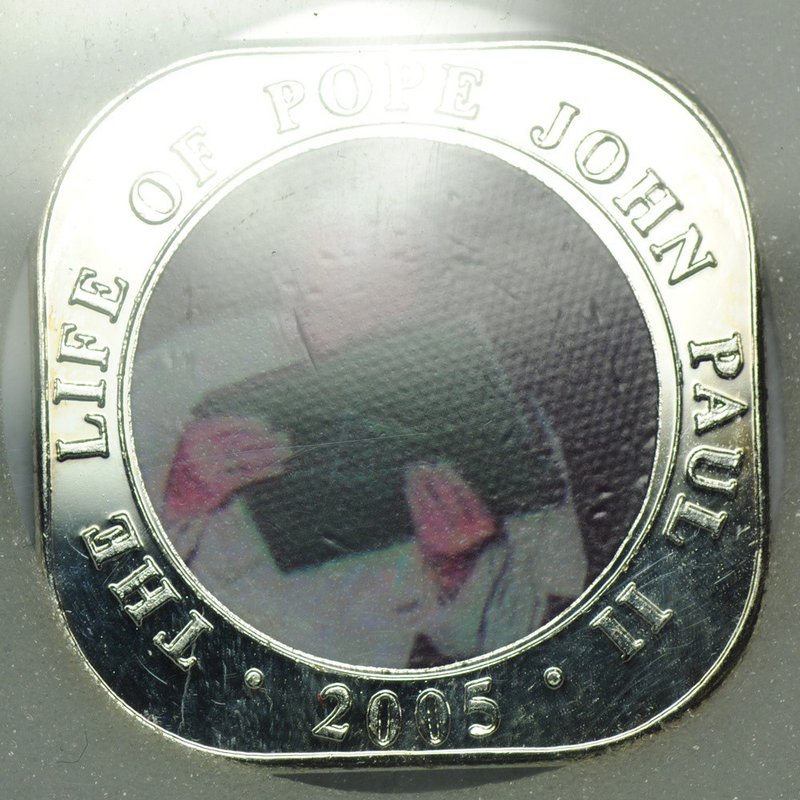 THE LIFE OF POPE JOHN PAUL II
· 2005 ·